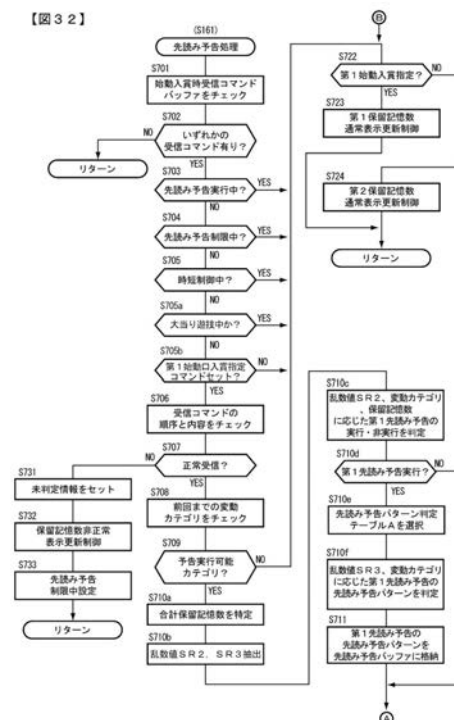 【図３２】
(S161)
先読み予告処理
S701
始動入賞時受信コマンド
バッファをチェック
S702
いずれかの
受信コマンド有り？
NO
YES
リターン
S703
先読み予告実行中？
YES
NO
S704
先読み予告制限中？
YES
NO
S705
時短制御中？
YES
NO
S705a
大当り遊技中か？
YES
NO
S705b
第１始動口入賞指定
コマンドセット？
NO
YES
S706
受信コマンドの
順序と内容をチェック
S707
正常受信？
NO
YES
S731
未判定情報をセット
S732
保留記憶数非正常
表示更新制御
S733
先読み予告
制限中設定
リターン
S708
前回までの変動
カテゴリをチェック
S709
予告実行可能
カテゴリ？
NO
YES
S710a
合計保留記憶数を特定
S710b
乱数値ＳＲ２，ＳＲ３抽出
Ⓑ
S722
第１始動入賞指定？
NO
YES
S723
第１保留記憶数
通常表示更新制御
S724
第２保留記憶数
通常表示更新制御
リターン
S710c
乱数値ＳＲ２、変動カテゴリ
、保留記憶数
に応じた第１先読み予告の
実行・非実行を判定
S710d
第１先読み予告実行？
NO
YES
S710e
先読み予告パターン判定
テーブルＡを選択
S710f
乱数値ＳＲ３、変動カテゴリ
に応じた第１先読み予告の
先読み予告パターンを判定
S711
第１先読み予告の
先読み予告パターンを
先読み予告バッファに格納
Ⓐ